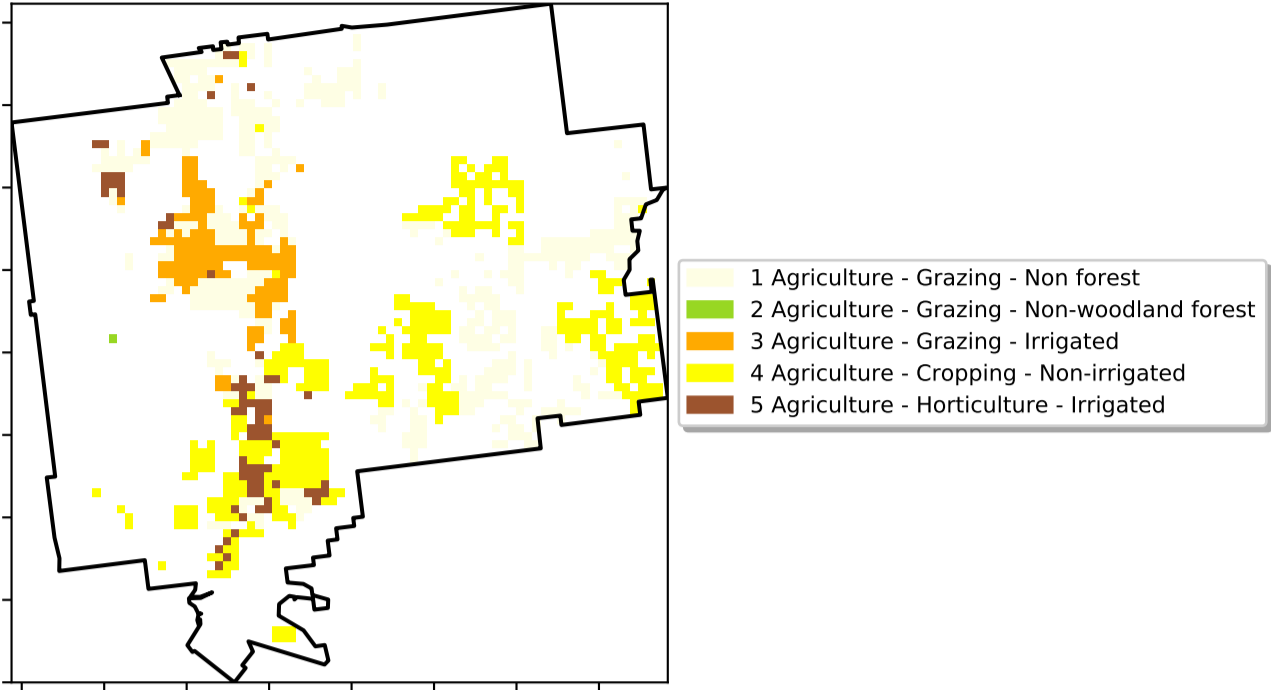 1 Agriculture - Grazing - Non forest
2 Agriculture - Grazing - Non-woodland forest
3 Agriculture - Grazing - Irrigated
4 Agriculture - Cropping - Non-irrigated
5 Agriculture - Horticulture - Irrigated